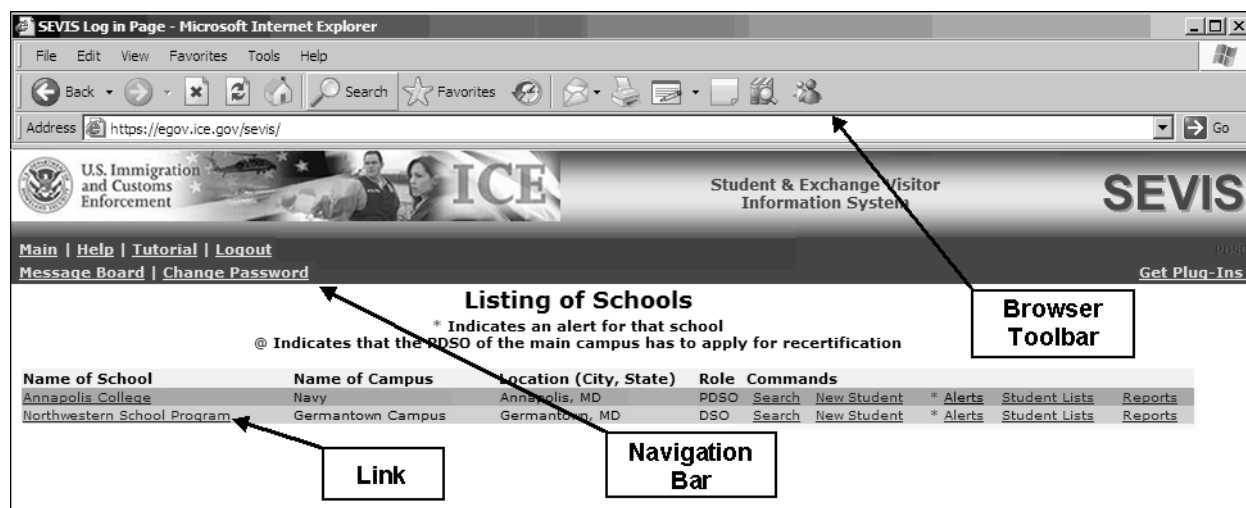 SEVIS Log in Page - Microsoft Internet Explorer
File Edit View Favorites Tools Help
Back Search Favorites
Address https://egov.ice.gov/sevis/ Go
U.S. Immigration
and Customs
Enforcement
ICE
Student & Exchange Visitor
Information System
SEVIS
Main | Help | Tutorial | Logout
PDSO
Message Board | Change Password Get Plug-Ins
Browser
Toolbar
Listing of Schools
* Indicates an alert for that school
@ Indicates that the PDSO of the main campus has to apply for recertification
Name of School Name of Campus Location (City, State) Role Commands
Annapolis College Navy Annapolis, MD PDSO Search New Student * Alerts Student Lists Reports
Northwestern School Program Germantown Campus Germantown, MD DSO Search New Student * Alerts Student Lists Reports
Link
Navigation
Bar